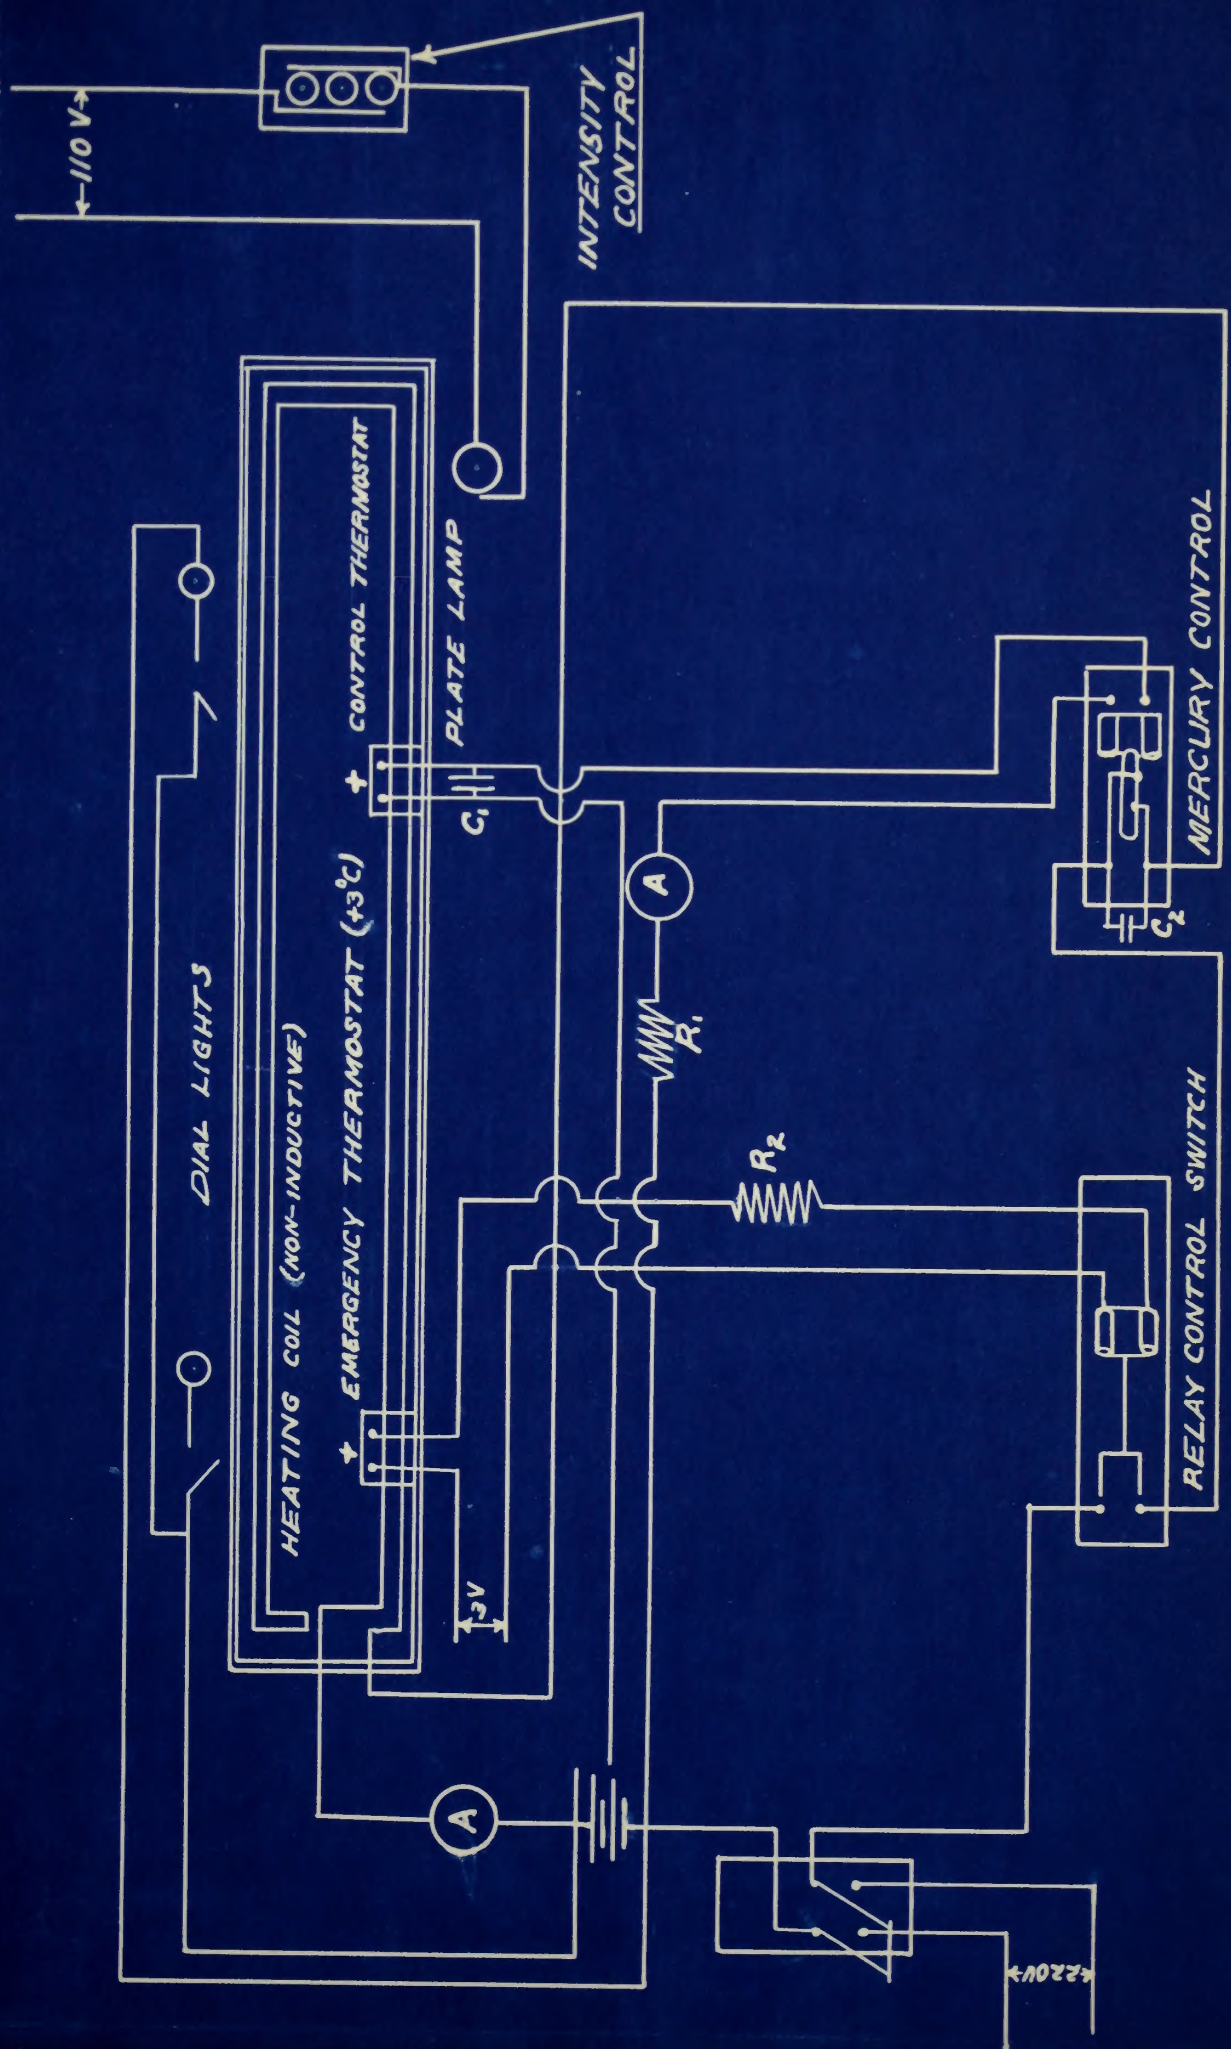 DIAL LIGHTS
HEATING COIL (NON-INDUCTIVE)
+ EMERGENCY THERMOSTAT (+3°C)
+ CONTROL THERMOSTAT
110 V
PLATE LAMP
C₁
3V
A
INTENSITY
CONTROL
A
R₁
R₂
220V
C₂
RELAY CONTROL SWITCH
MERCURY CONTROL